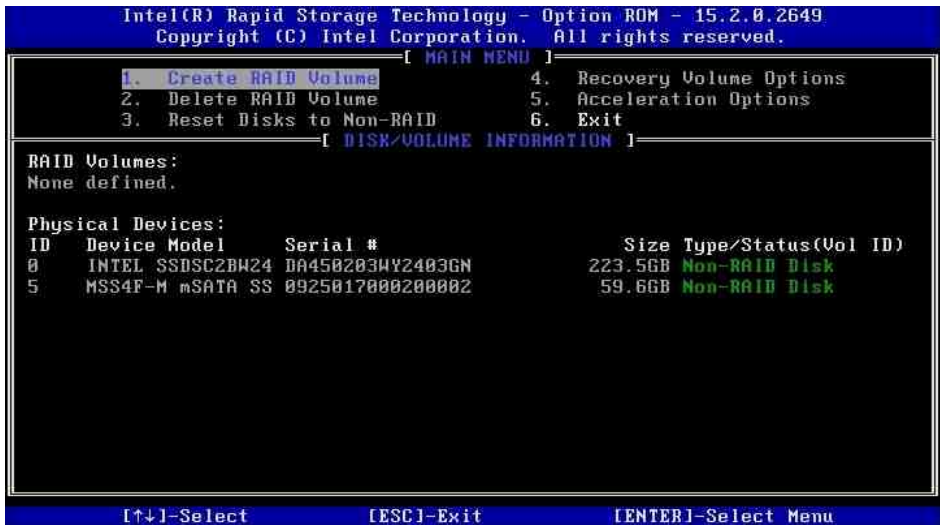 Intel(R) Rapid Storage Technology - Option ROM - 15.2.0.2649
Copyright (C) Intel Corporation. All rights reserved.
[ MAIN MENU ]
1. Create RAID Volume 4. Recovery Volume Options
2. Delete RAID Volume 5. Acceleration Options
3. Reset Disks to Non-RAID 6. Exit
[ DISK/VOLUME INFORMATION ]
RAID Volumes:
None defined.
Physical Devices:
ID Device Model Serial # Size Type/Status(Vol ID)
0 INTEL SSDSC2BW24 DA450203WY2403GN 223.5GB Non-RAID Disk
5 MSS4F-M mSATA SS 0925017000200002 59.6GB Non-RAID Disk
[↑↓]-Select [ESC]-Exit [ENTER]-Select Menu